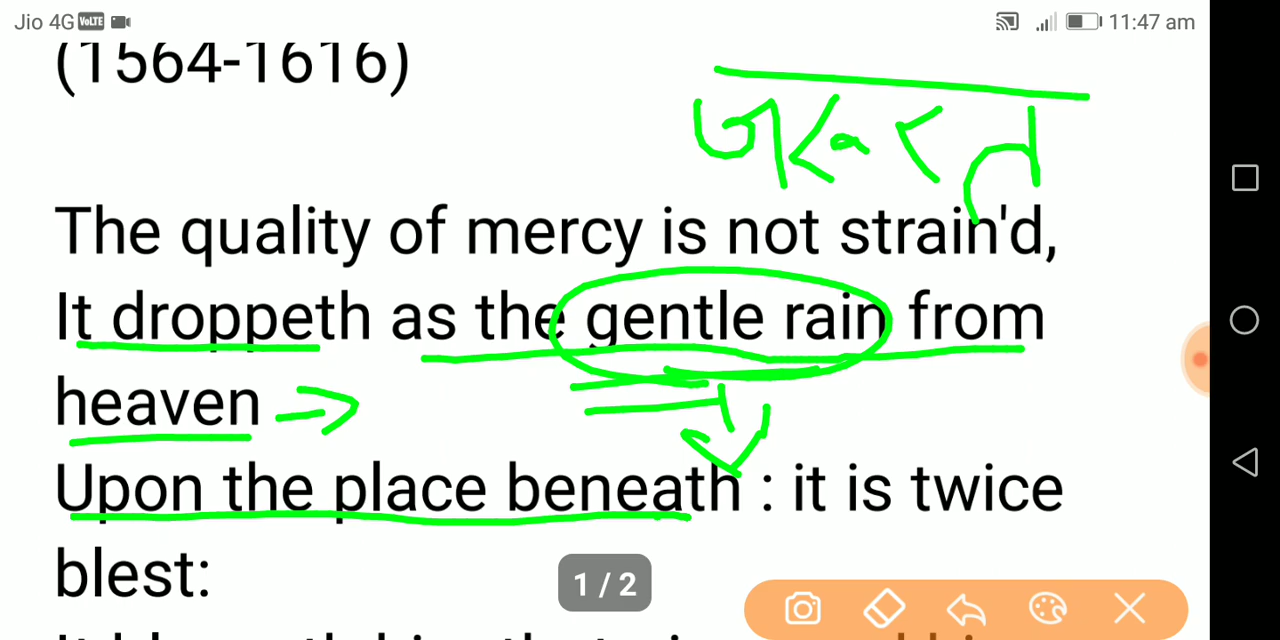 Jio 4G VoLTE 11:47 am
(1564-1616)
The quality of mercy is not strain'd,
It droppeth as the gentle rain from
heaven
Upon the place beneath : it is twice
blest:
1 / 2